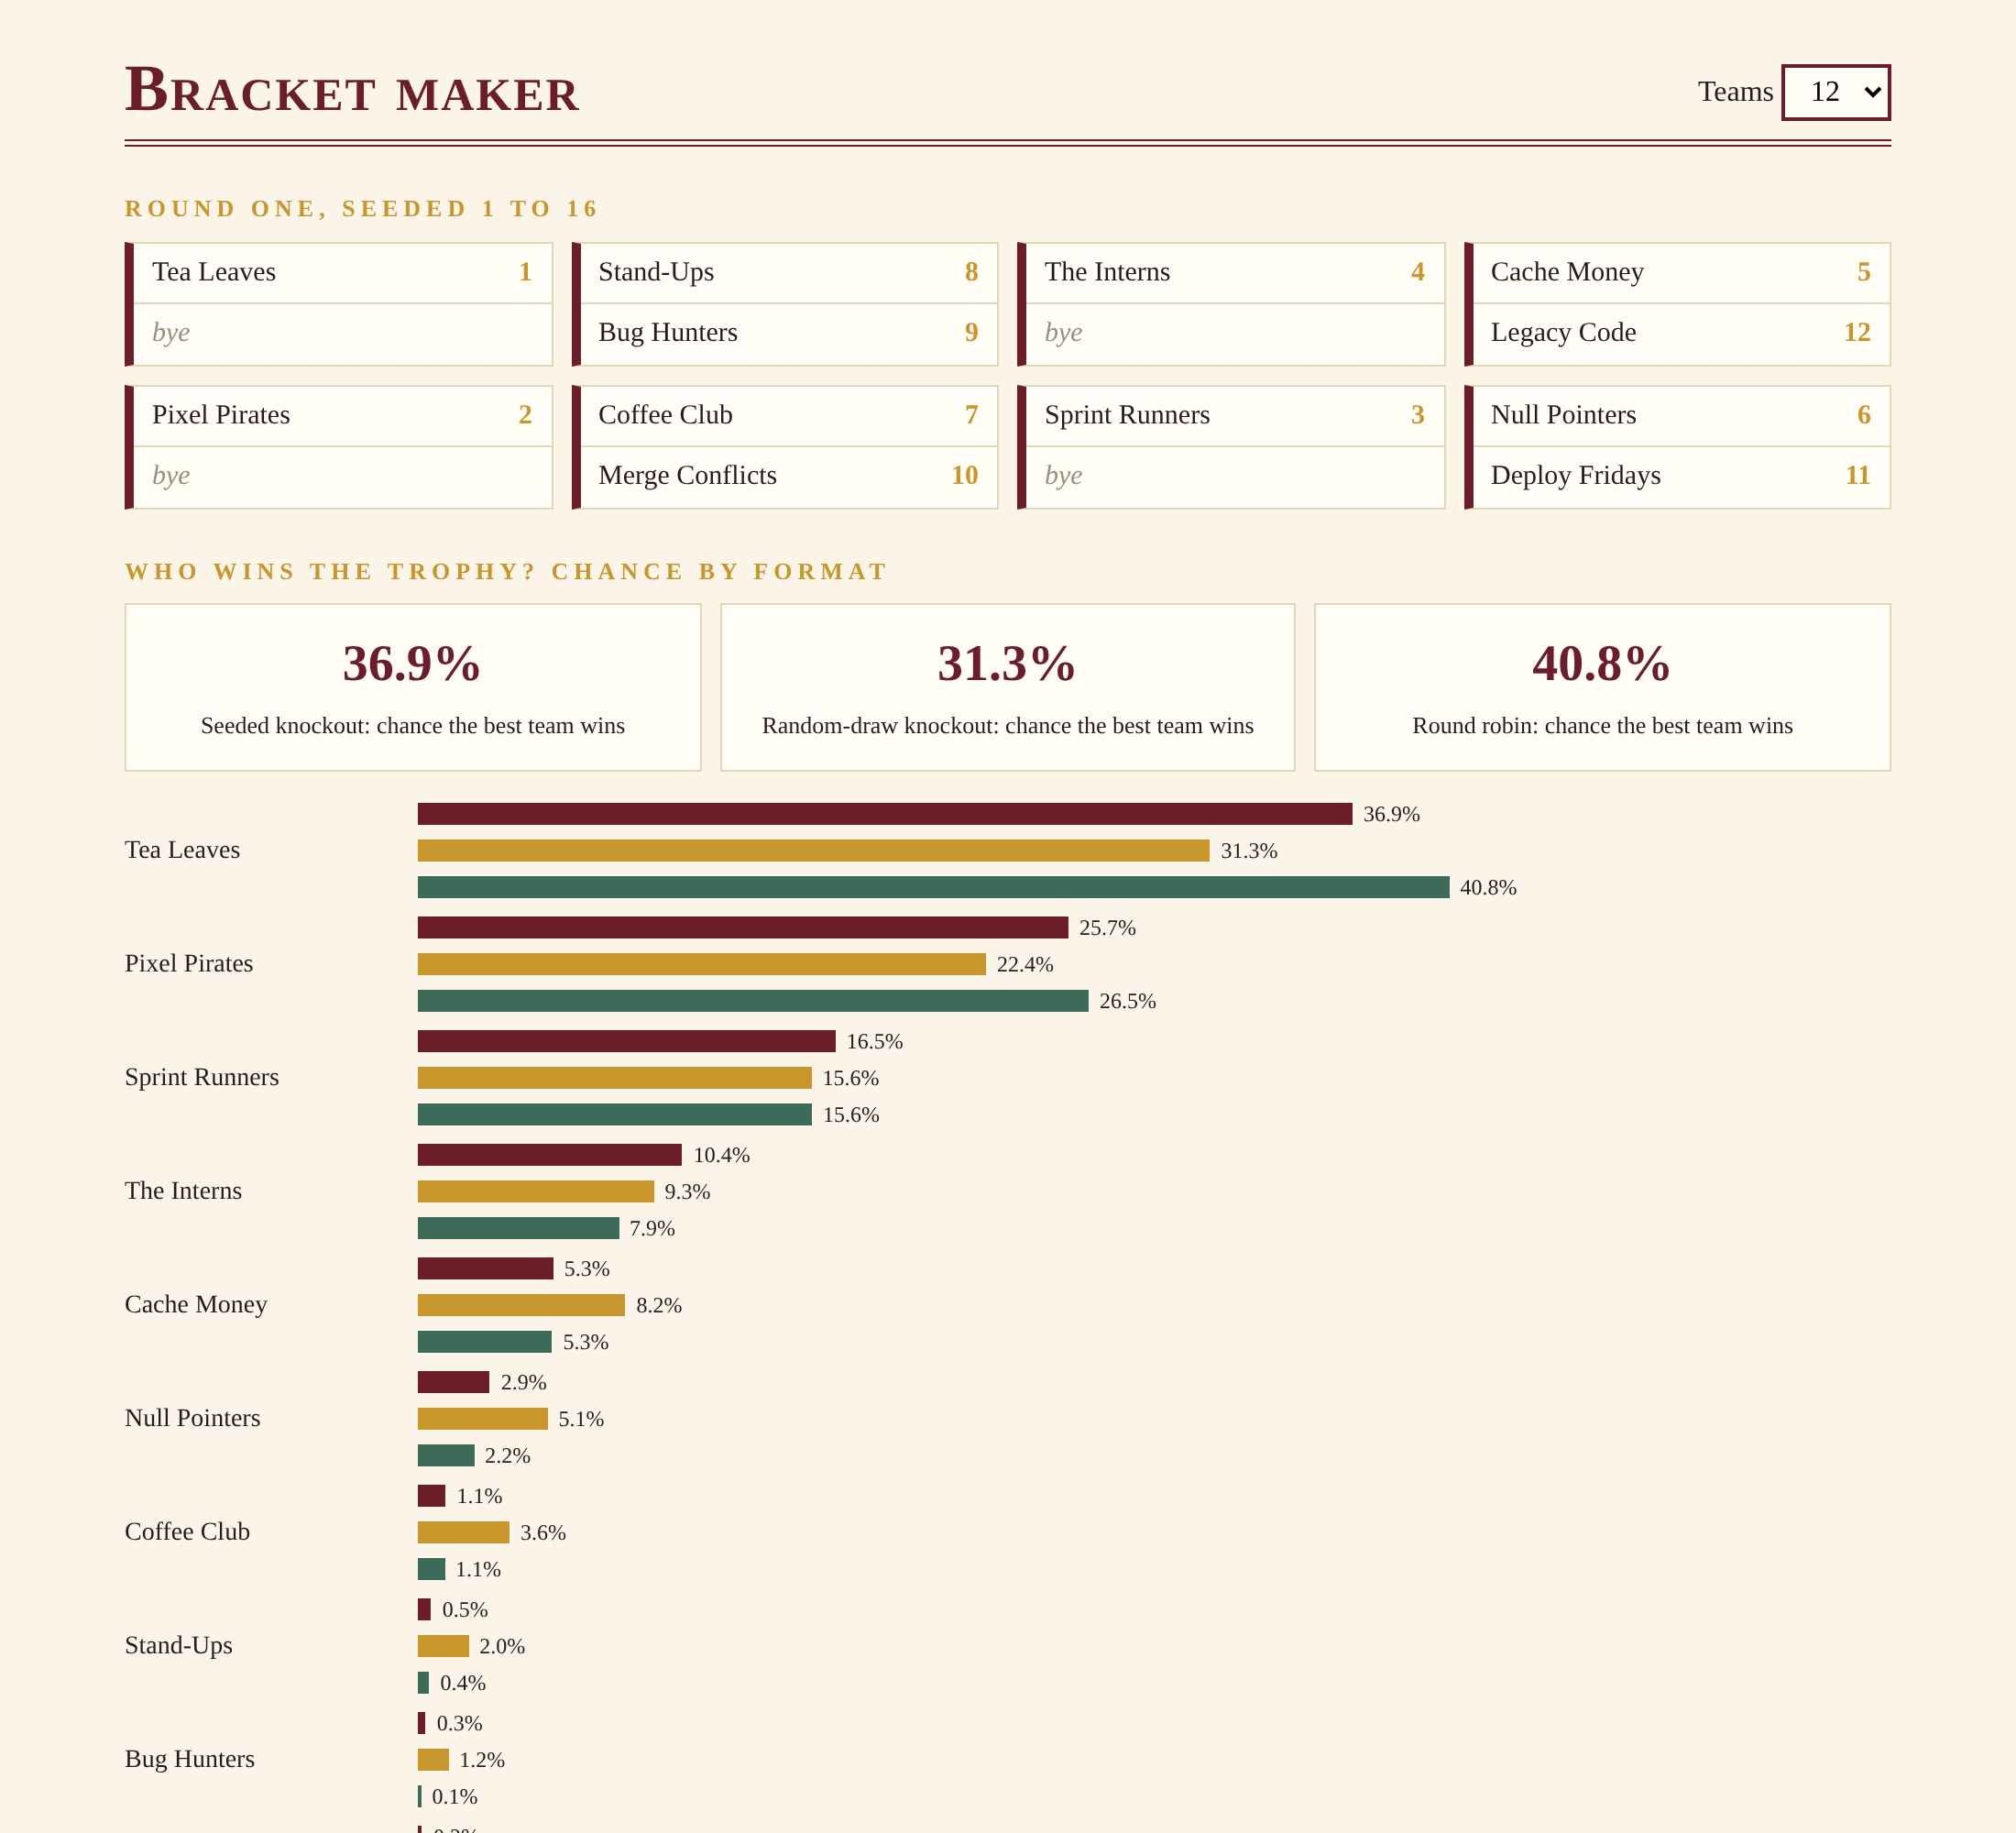 Bracket maker
Teams 12
ROUND ONE, SEEDED 1 TO 16
Tea Leaves 1
bye
Stand-Ups 8
Bug Hunters 9
The Interns 4
bye
Cache Money 5
Legacy Code 12
Pixel Pirates 2
bye
Coffee Club 7
Merge Conflicts 10
Sprint Runners 3
bye
Null Pointers 6
Deploy Fridays 11
WHO WINS THE TROPHY? CHANCE BY FORMAT
36.9%
Seeded knockout: chance the best team wins
31.3%
Random-draw knockout: chance the best team wins
40.8%
Round robin: chance the best team wins
Tea Leaves
36.9%
31.3%
40.8%
Pixel Pirates
25.7%
22.4%
26.5%
Sprint Runners
16.5%
15.6%
15.6%
The Interns
10.4%
9.3%
7.9%
Cache Money
5.3%
8.2%
5.3%
Null Pointers
2.9%
5.1%
2.2%
Coffee Club
1.1%
3.6%
1.1%
Stand-Ups
0.5%
2.0%
0.4%
Bug Hunters
0.3%
1.2%
0.1%